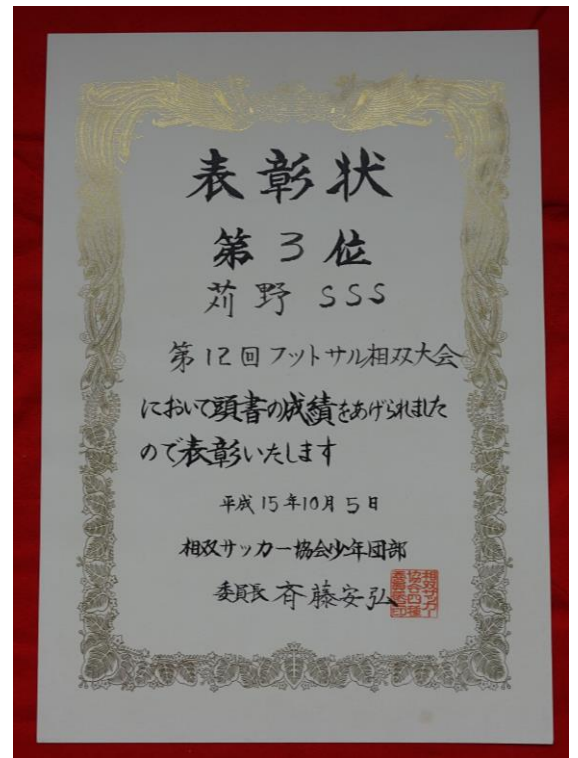 表彰状
第3位
苅野 SSS
第12回フットサル相双大会
において頭書の成績をあげられました
ので表彰いたします
平成15年10月5日
相双サッカー協会少年団部
委員長 斉藤安弘